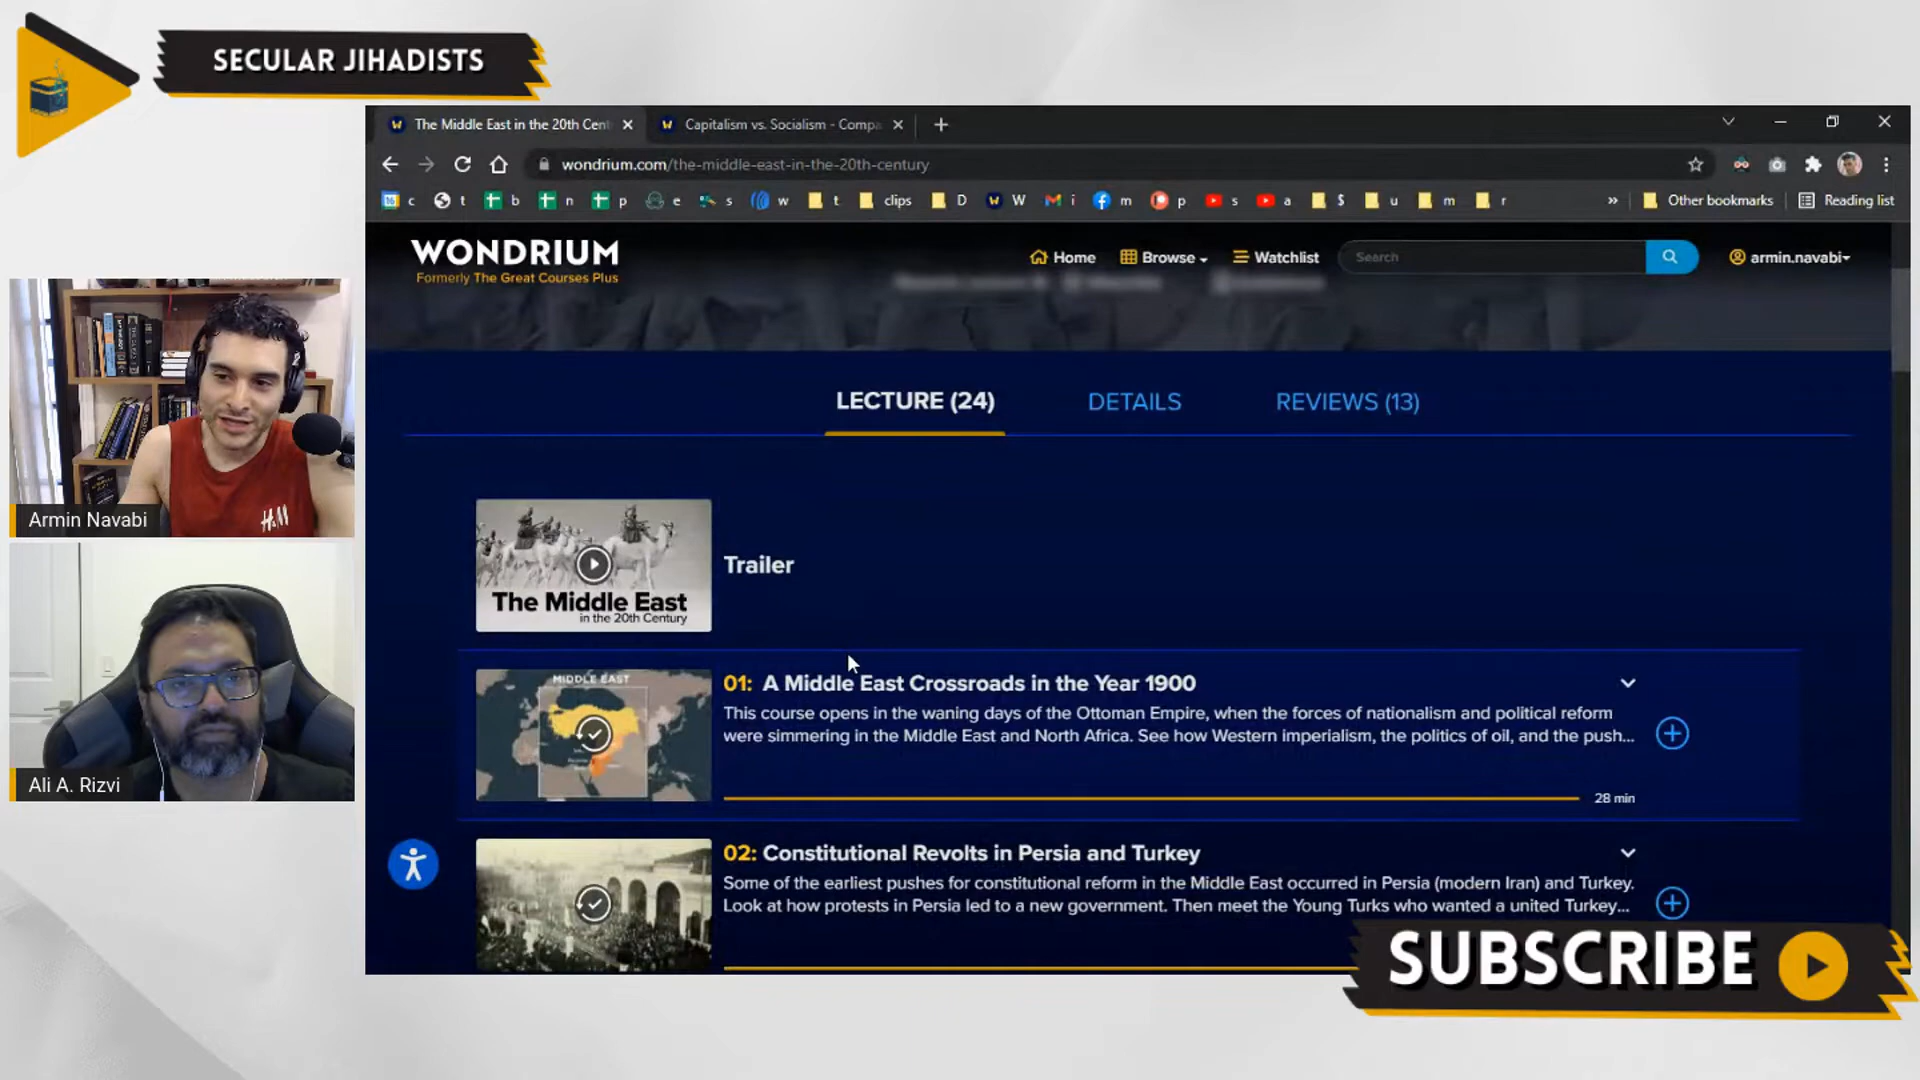 SECULAR JIHADISTS
The Middle East in the 20th Cent
Capitalism vs. Socialism - Compa
wondrium.com/the-middle-east-in-the-20th-century
c t b n p e s w t clips D W i m p s a $ u m r » Other bookmarks Reading list
WONDRIUM
Formerly The Great Courses Plus
Home Browse Watchlist Search armin.navabi
LECTURE (24) DETAILS REVIEWS (13)
The Middle East
in the 20th Century
Trailer
MIDDLE EAST
01: A Middle East Crossroads in the Year 1900
This course opens in the waning days of the Ottoman Empire, when the forces of nationalism and political reform
were simmering in the Middle East and North Africa. See how Western imperialism, the politics of oil, and the push...
28 min
02: Constitutional Revolts in Persia and Turkey
Some of the earliest pushes for constitutional reform in the Middle East occurred in Persia (modern Iran) and Turkey.
Look at how protests in Persia led to a new government. Then meet the Young Turks who wanted a united Turkey...
H&M
Armin Navabi
Ali A. Rizvi
SUBSCRIBE